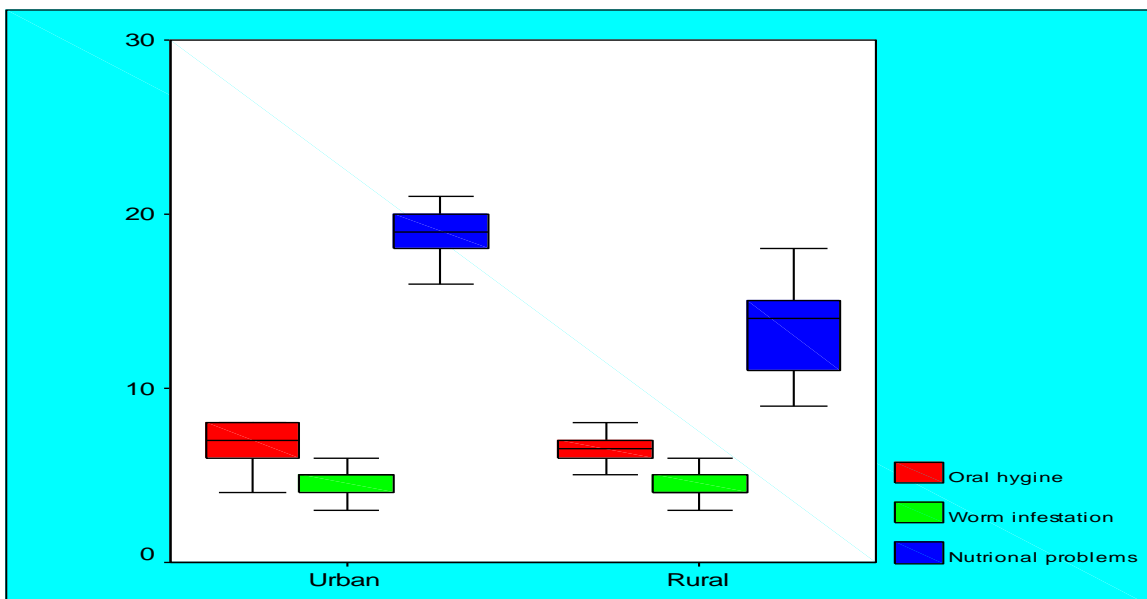 30
20
10
0
Urban
Rural
Oral hygine
Worm infestation
Nutrional problems